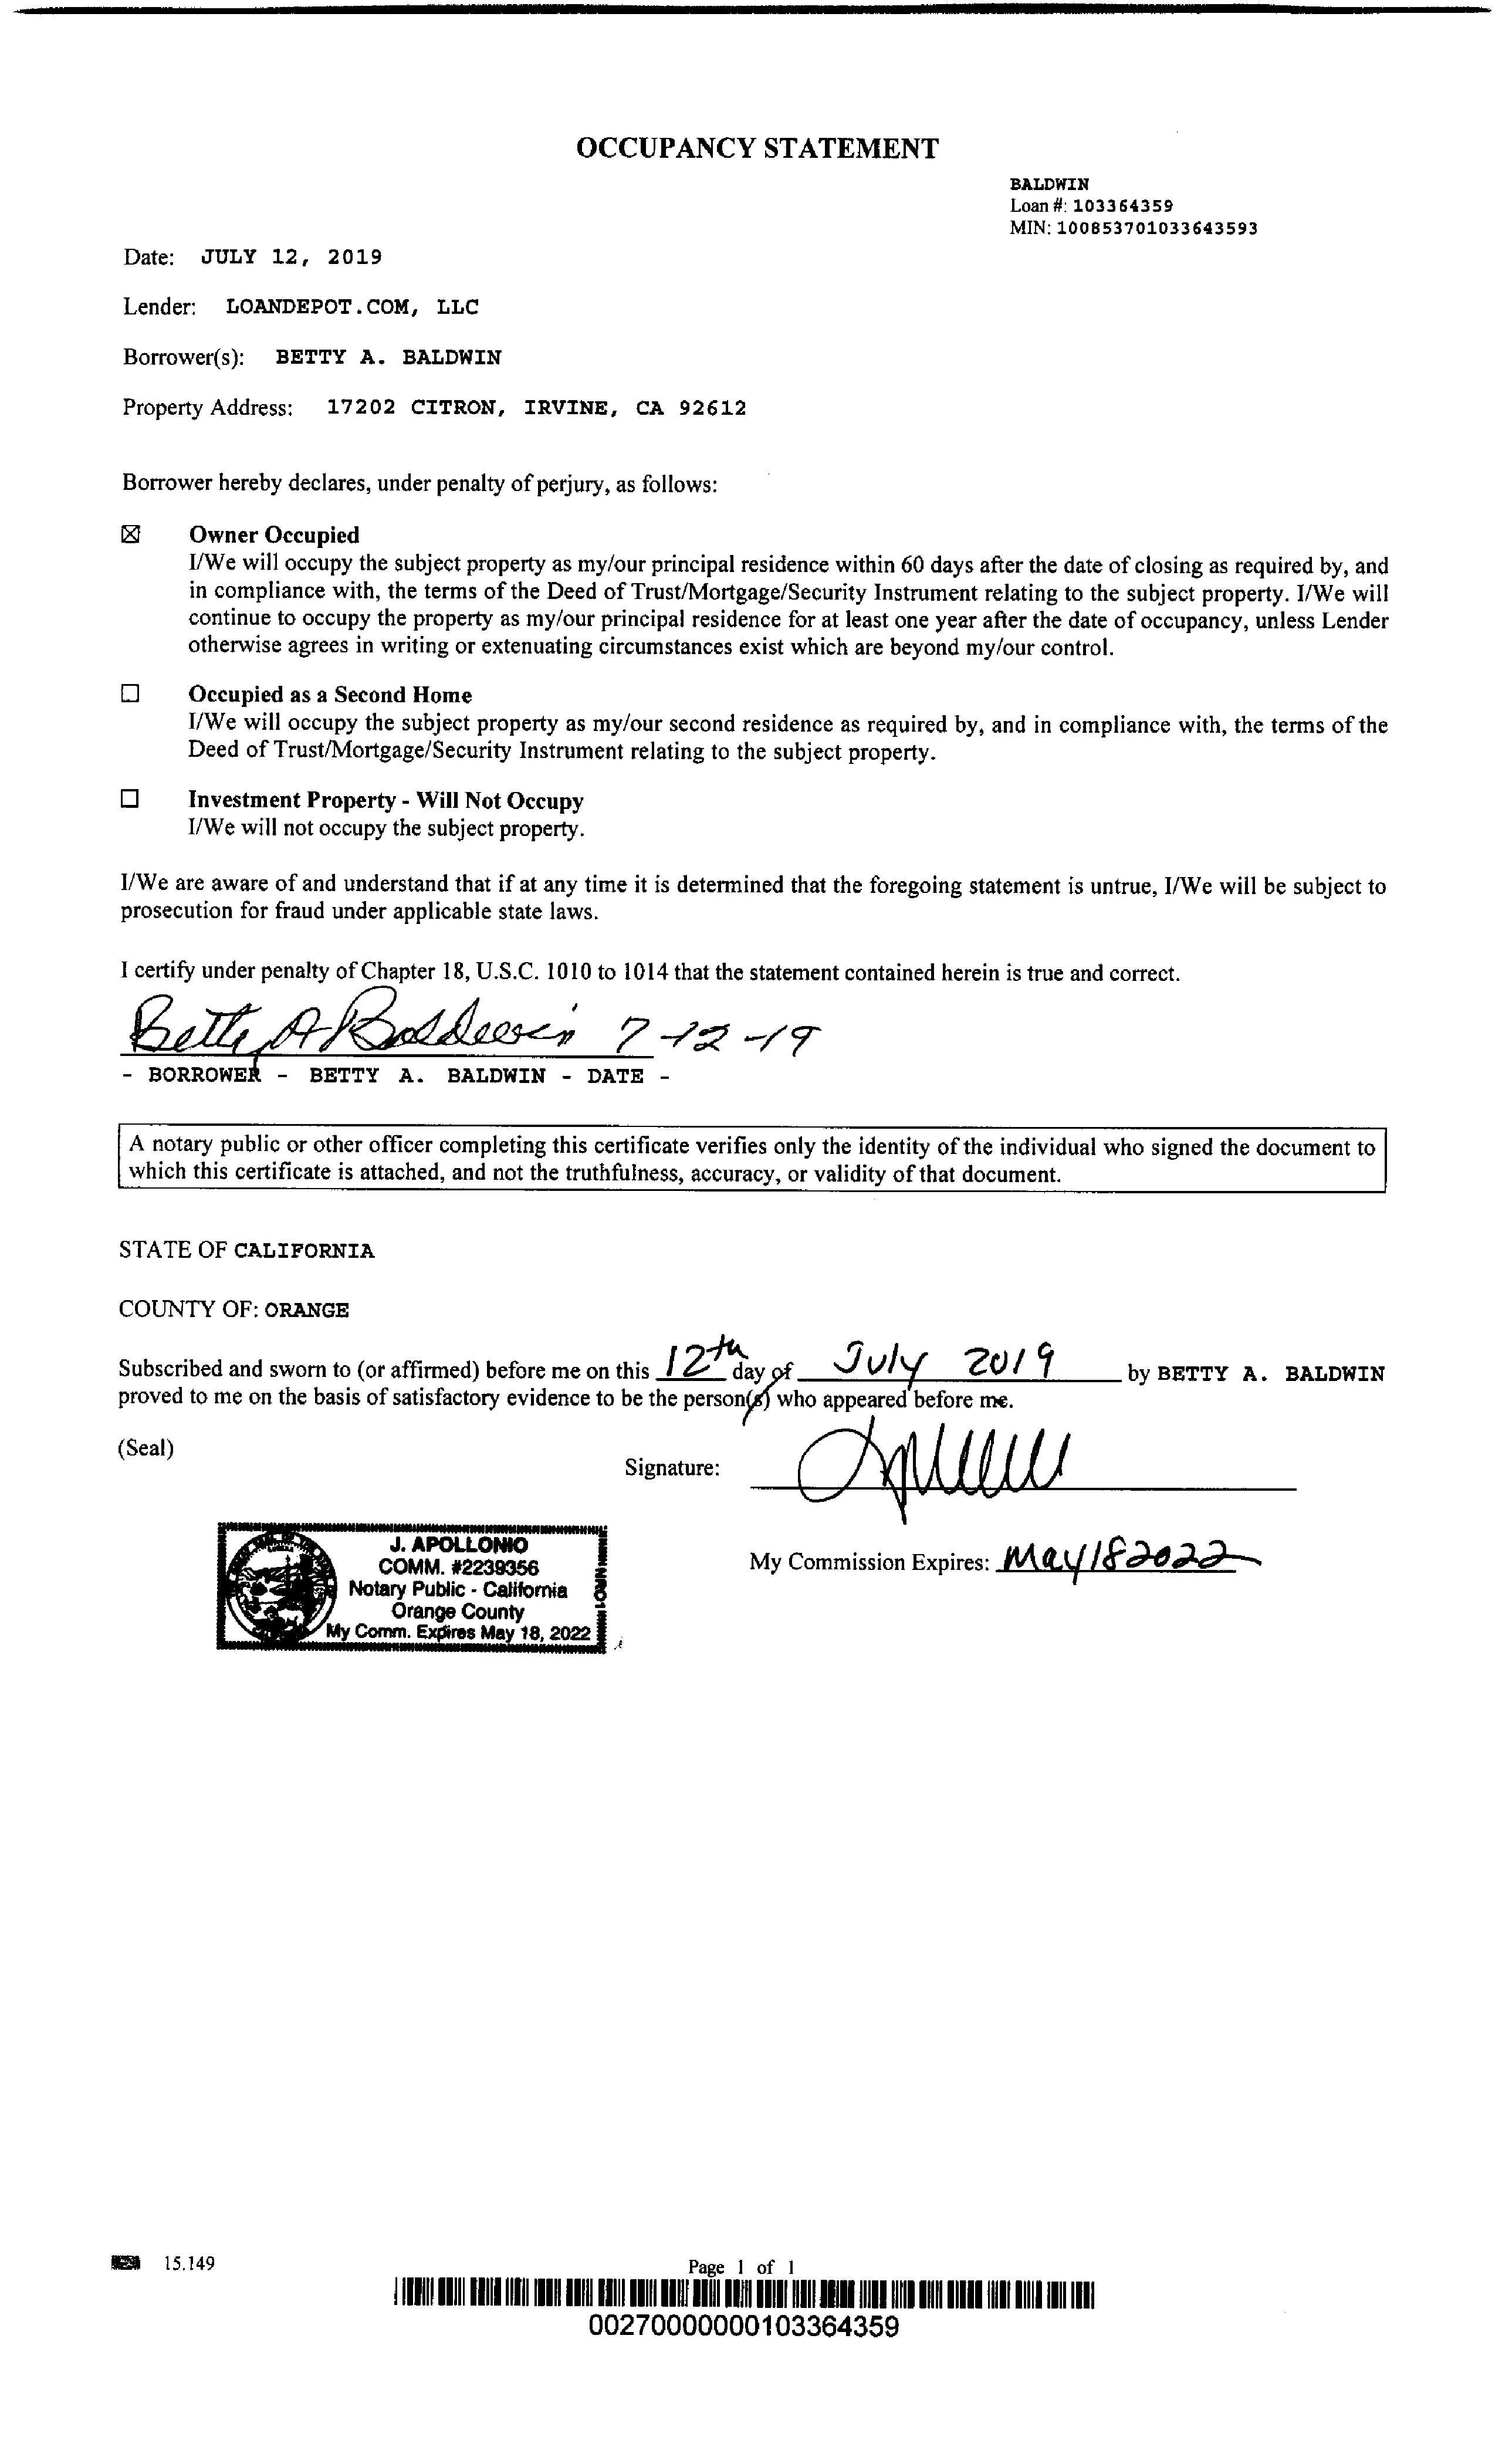 OCCUPANCY STATEMENT
BALDWIN
Loan #: 103364359
MIN: 100853701033643593
Date: JULY 12, 2019
Lender: LOANDEPOT.COM, LLC
Borrower(s): BETTY A. BALDWIN
Property Address: 17202 CITRON, IRVINE, CA 92612
Borrower hereby declares, under penalty of perjury, as follows:
☒ Owner Occupied
I/We will occupy the subject property as my/our principal residence within 60 days after the date of closing as required by, and
in compliance with, the terms of the Deed of Trust/Mortgage/Security Instrument relating to the subject property. I/We will
continue to occupy the property as my/our principal residence for at least one year after the date of occupancy, unless Lender
otherwise agrees in writing or extenuating circumstances exist which are beyond my/our control.
☐ Occupied as a Second Home
I/We will occupy the subject property as my/our second residence as required by, and in compliance with, the terms of the
Deed of Trust/Mortgage/Security Instrument relating to the subject property.
☐ Investment Property - Will Not Occupy
I/We will not occupy the subject property.
I/We are aware of and understand that if at any time it is determined that the foregoing statement is untrue, I/We will be subject to
prosecution for fraud under applicable state laws.
I certify under penalty of Chapter 18, U.S.C. 1010 to 1014 that the statement contained herein is true and correct.
Betty A Baldwin 7-12-19
- BORROWER - BETTY A. BALDWIN - DATE -
A notary public or other officer completing this certificate verifies only the identity of the individual who signed the document to
which this certificate is attached, and not the truthfulness, accuracy, or validity of that document.
STATE OF CALIFORNIA
COUNTY OF: ORANGE
Subscribed and sworn to (or affirmed) before me on this 12th day of July 2019 by BETTY A. BALDWIN
proved to me on the basis of satisfactory evidence to be the person(s) who appeared before me.
(Seal)
Signature:
J. APOLLONIO
COMM. #2239356
Notary Public - California
Orange County
My Comm. Expires May 18, 2022
My Commission Expires: May 18 2022
15.149
Page 1 of 1
00270000000103364359